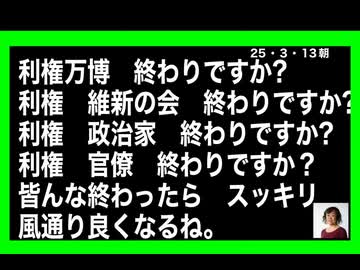 25・3・13朝
利権万博　終わりですか?
利権　維新の会　終わりですか?
利権　政治家　終わりですか?
利権　官僚　終わりですか？
皆んな終わったら　スッキリ
風通り良くなるね。